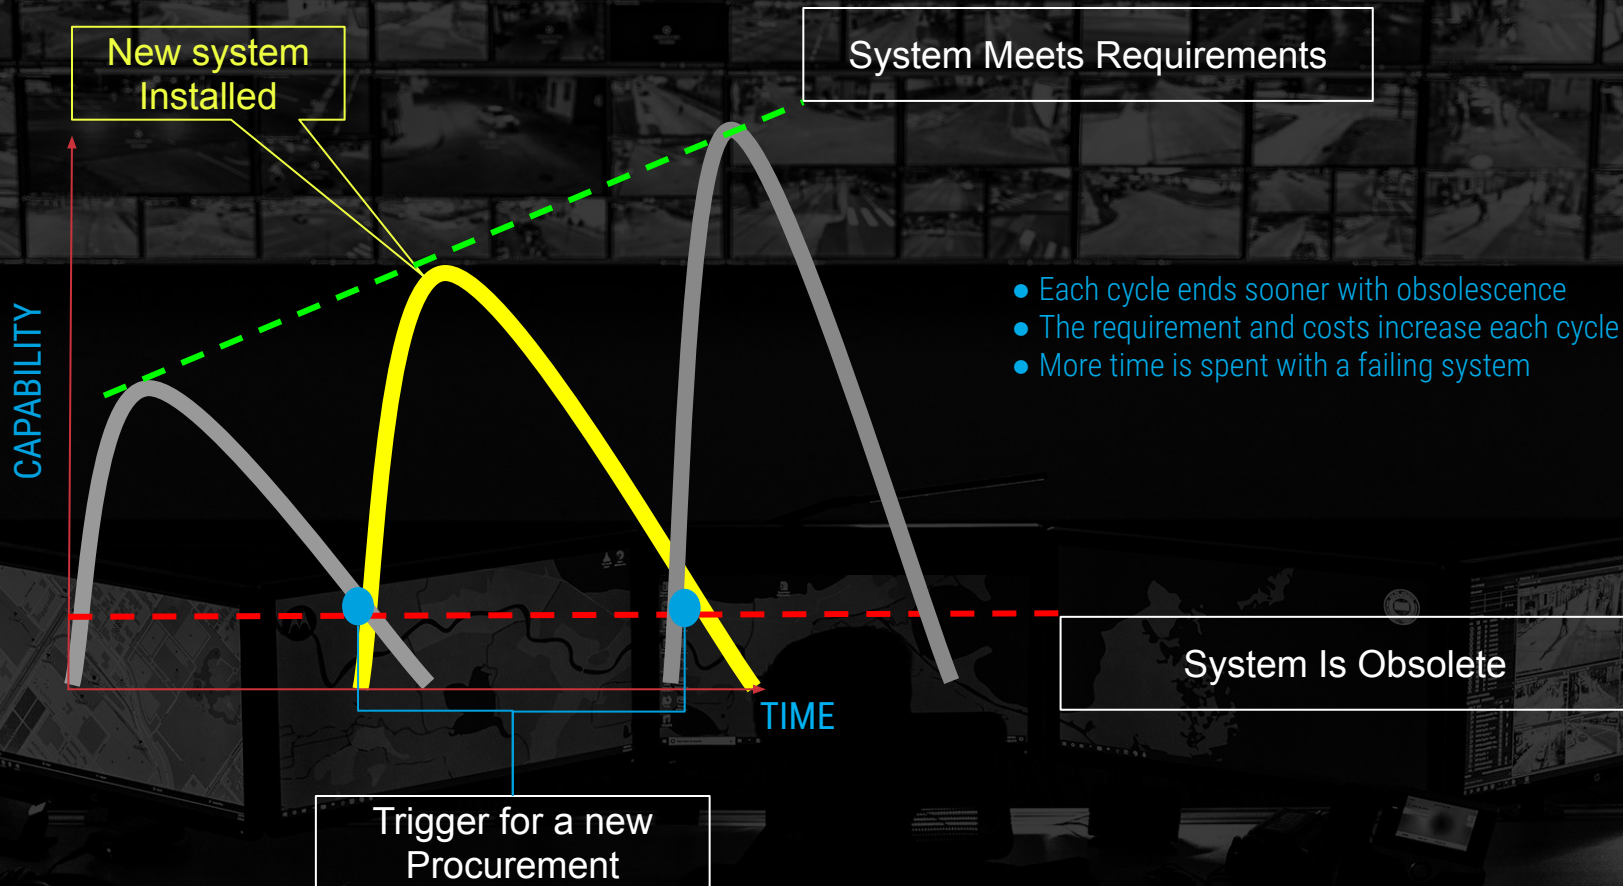 New system
Installed
System Meets Requirements
CAPABILITY
● Each cycle ends sooner with obsolescence
● The requirement and costs increase each cycle
● More time is spent with a failing system
System Is Obsolete
TIME
Trigger for a new
Procurement